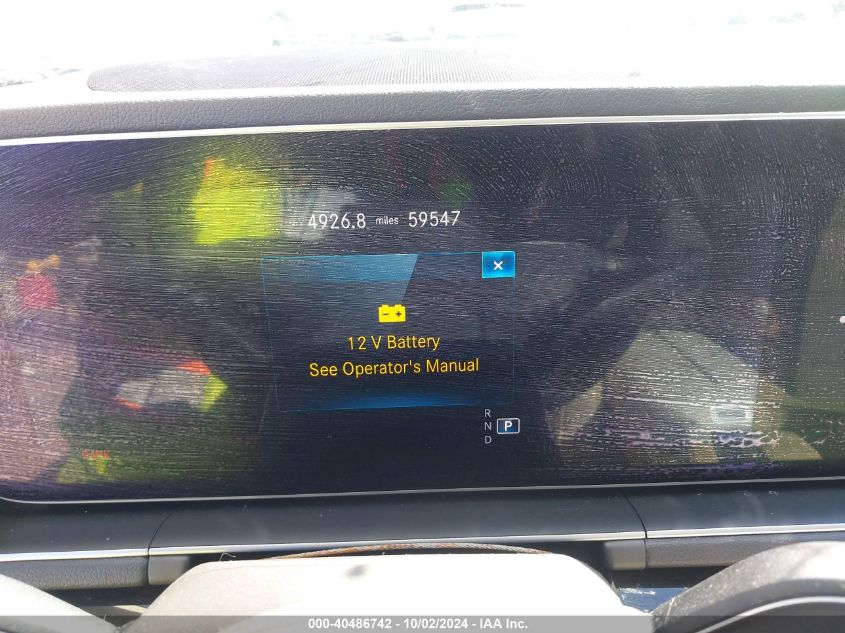 4926.8 miles 59547
12 V Battery
See Operator's Manual
R
N P
D
000-40486742 - 10/02/2024 - IAA Inc.